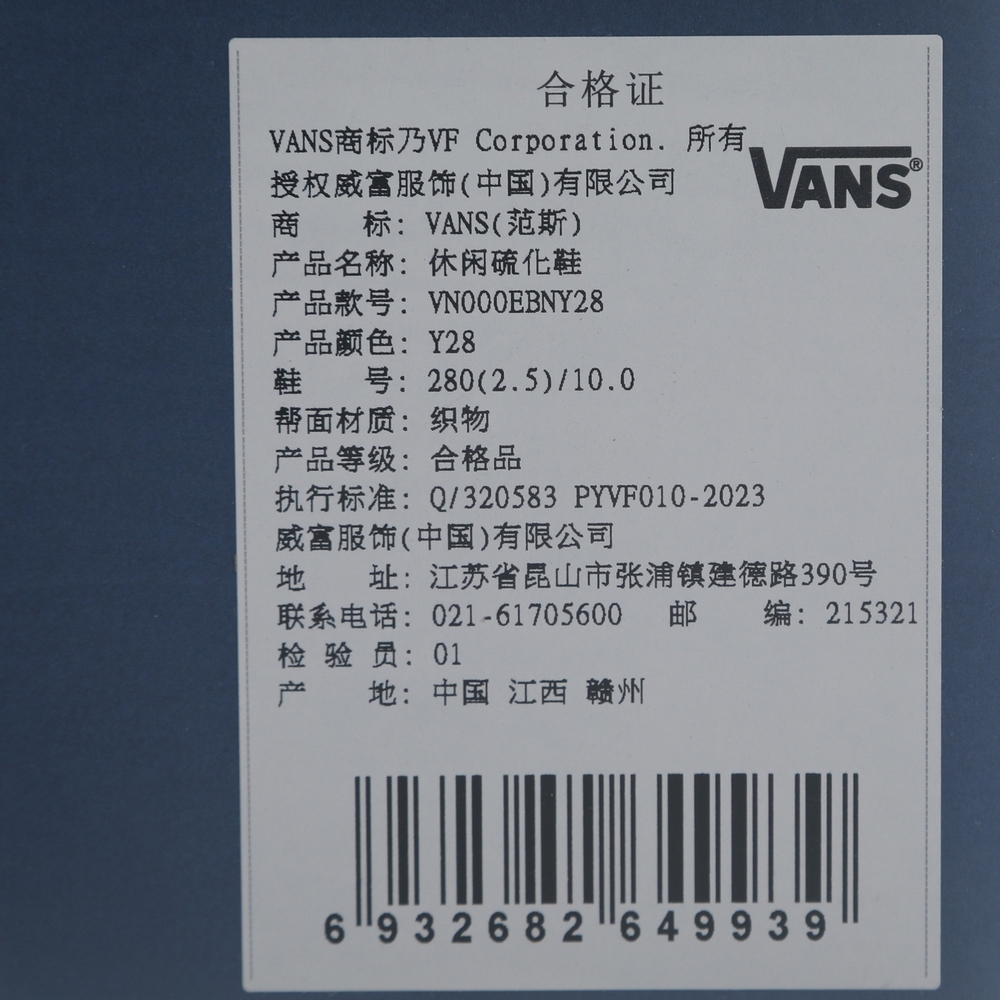 合格证
VANS商标乃VF Corporation. 所有
VANS®
授权威富服饰(中国)有限公司
商 标: VANS(范斯)
产品名称: 休闲硫化鞋
产品款号: VN000EBNY28
产品颜色: Y28
鞋 号: 280(2.5)/10.0
帮面材质: 织物
产品等级: 合格品
执行标准: Q/320583 PYVF010-2023
威富服饰(中国)有限公司
地 址: 江苏省昆山市张浦镇建德路390号
联系电话: 021-61705600 邮 编: 215321
检 验 员: 01
产 地: 中国 江西 赣州
6 932682 649939